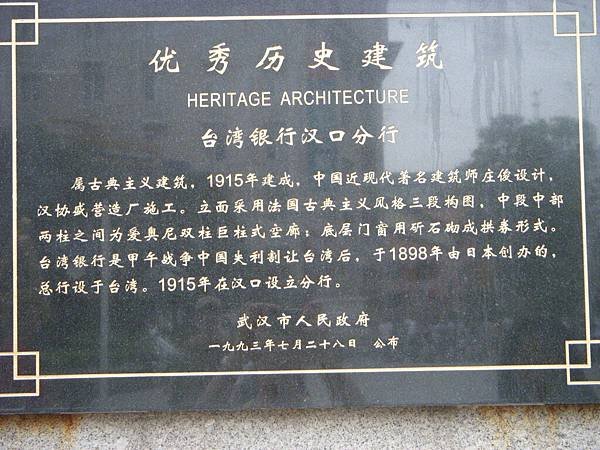 优秀历史建筑
HERITAGE ARCHITECTURE
台湾银行汉口分行
属古典主义建筑，1915年建成，中国近现代著名建筑师庄俊设计，
汉协盛营造厂施工。立面采用法国古典主义风格三段构图，中段中部
两柱之间为爱奥尼双柱巨柱式空廊；底层门窗用斫石砌成拱券形式。
台湾银行是甲午战争中国失利割让台湾后，于1898年由日本创办的，
总行设于台湾。1915年在汉口设立分行。
武汉市人民政府
一九九三年七月二十八日 公布